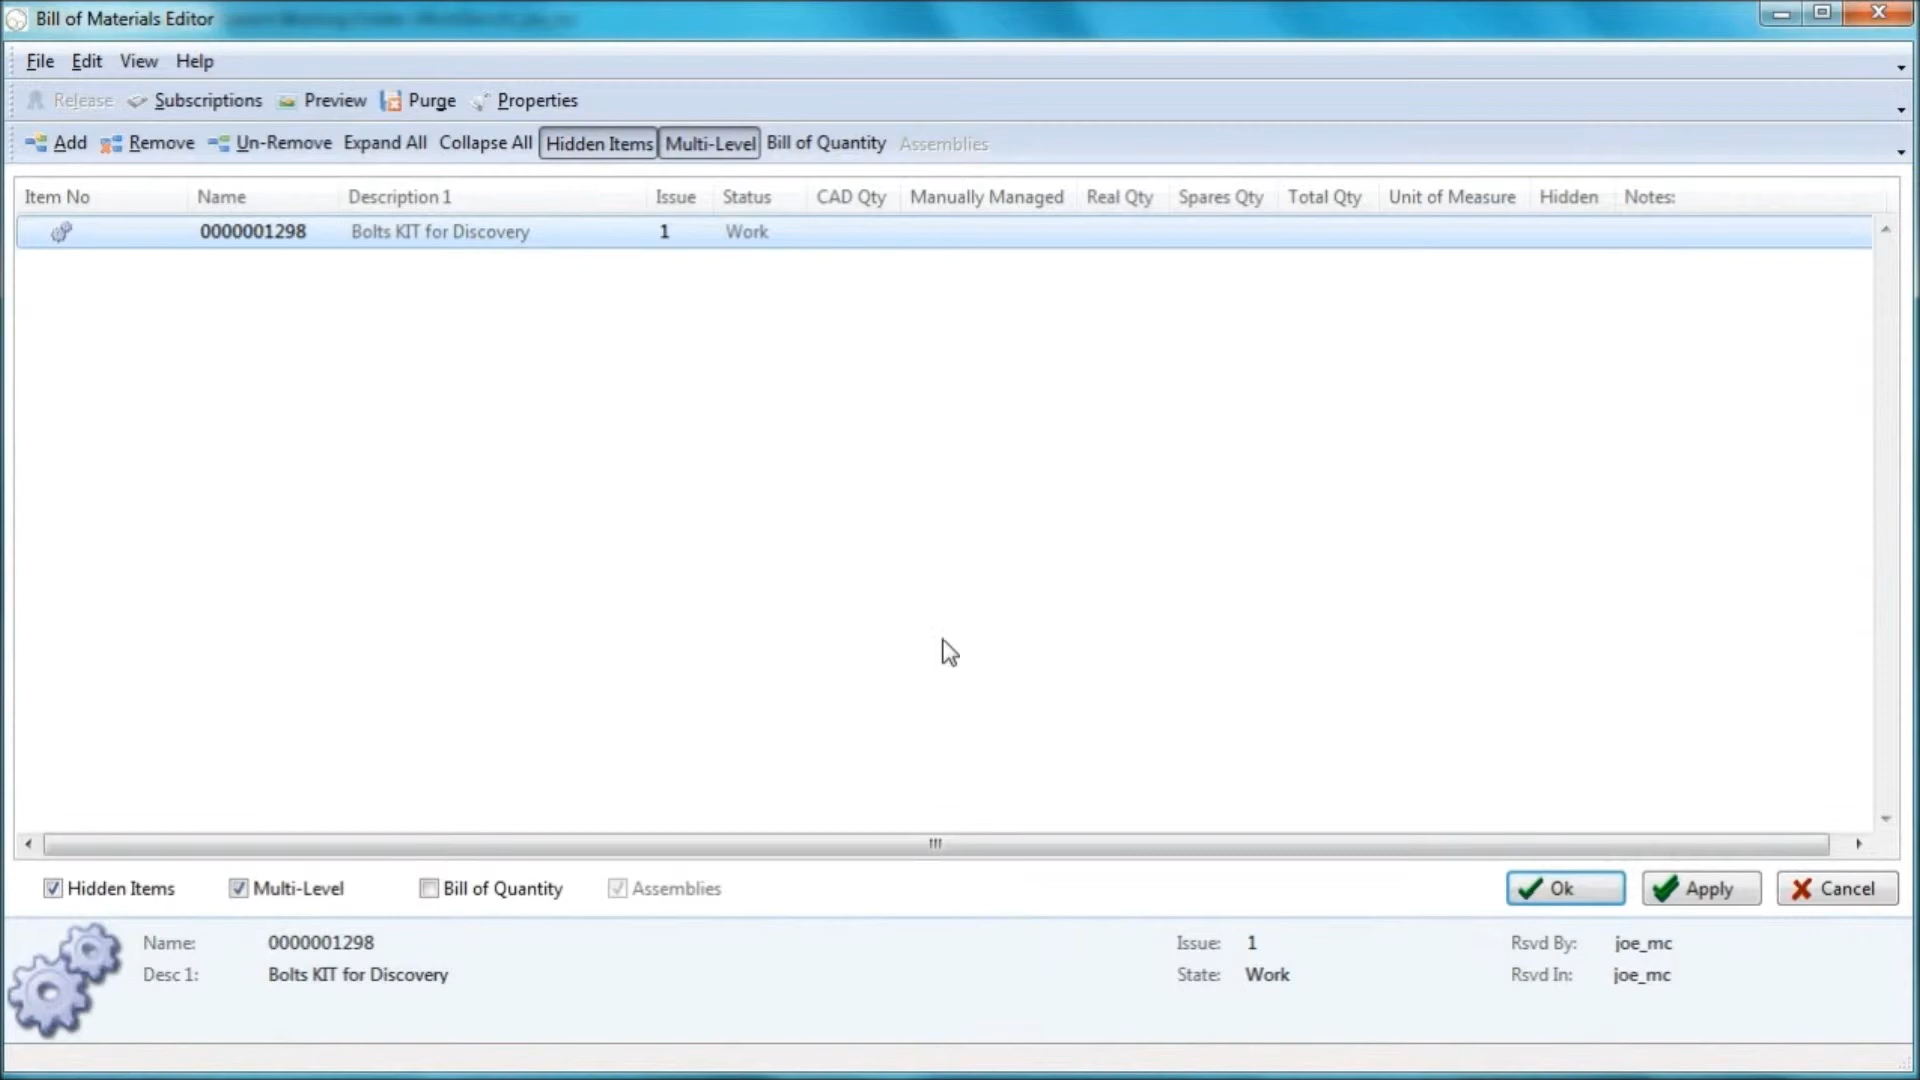 Bill of Materials Editor
File Edit View Help
Release Subscriptions Preview Purge Properties
Add Remove Un-Remove Expand All Collapse All Hidden Items Multi-Level Bill of Quantity Assemblies
Item No Name Description 1 Issue Status CAD Qty Manually Managed Real Qty Spares Qty Total Qty Unit of Measure Hidden Notes:
0000001298 Bolts KIT for Discovery 1 Work
Hidden Items Multi-Level Bill of Quantity Assemblies Ok Apply Cancel
Name: 0000001298 Issue: 1 Rsvd By: joe_mc
Desc 1: Bolts KIT for Discovery State: Work Rsvd In: joe_mc